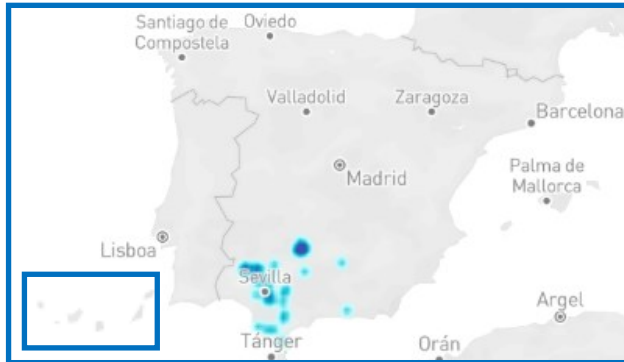 Santiago de
Compostela
Oviedo
Valladolid
Zaragoza
Barcelona
Madrid
Palma de
Mallorca
Lisboa
Sevilla
Argel
Tánger
Orán